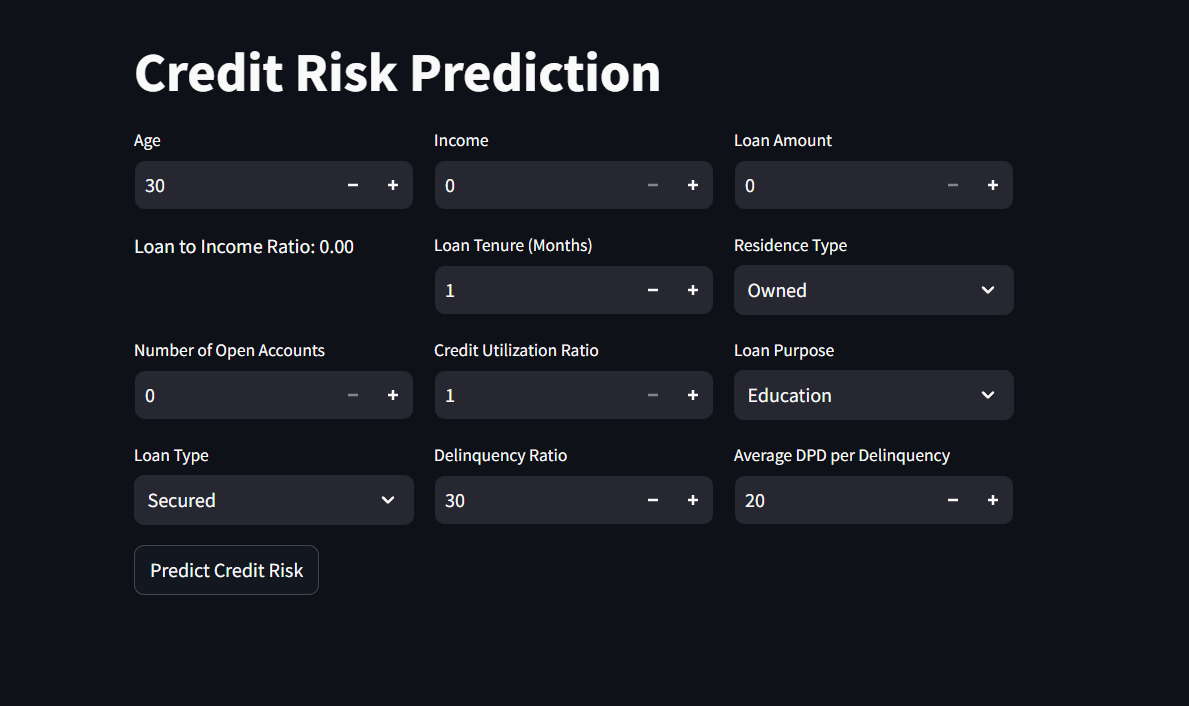 Credit Risk Prediction
Age
30
Income
0
Loan Amount
0
Loan to Income Ratio: 0.00
Loan Tenure (Months)
1
Residence Type
Owned
Number of Open Accounts
0
Credit Utilization Ratio
1
Loan Purpose
Education
Loan Type
Secured
Delinquency Ratio
30
Average DPD per Delinquency
20
Predict Credit Risk